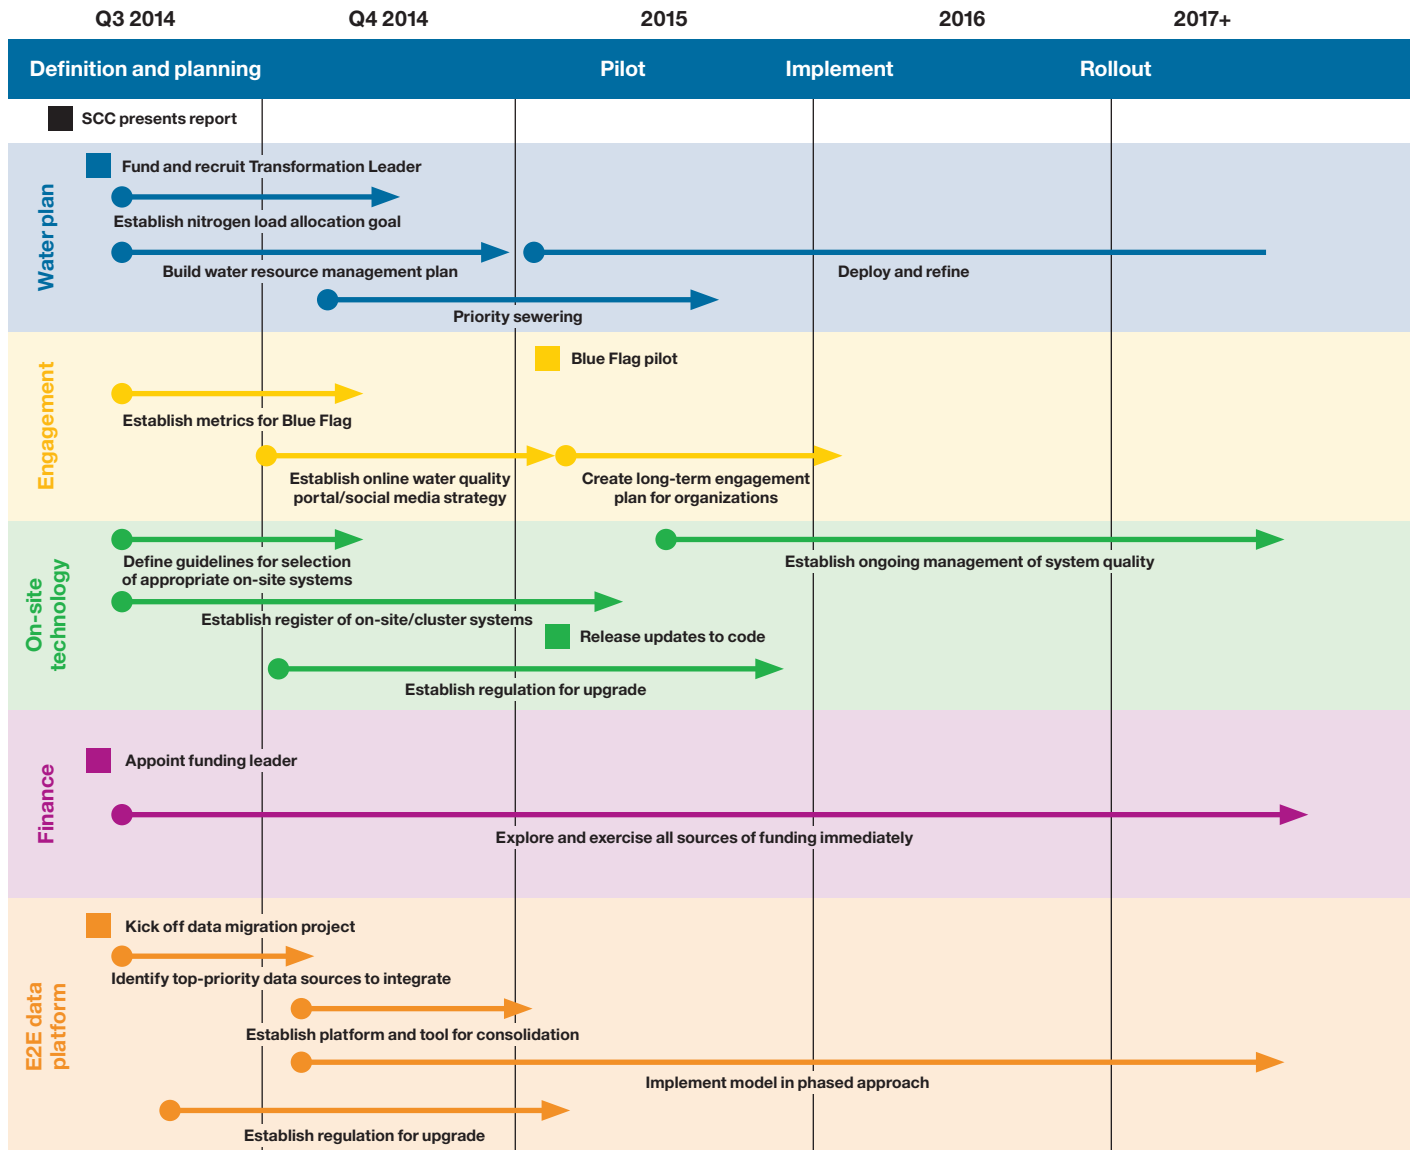 Q3 2014 Q4 2014 2015 2016 2017+
Definition and planning Pilot Implement Rollout
SCC presents report
Water plan
Fund and recruit Transformation Leader
Establish nitrogen load allocation goal
Build water resource management plan
Deploy and refine
Priority sewering
Engagement
Blue Flag pilot
Establish metrics for Blue Flag
Establish online water quality
portal/social media strategy
Create long-term engagement
plan for organizations
On-site
technology
Define guidelines for selection
of appropriate on-site systems
Establish ongoing management of system quality
Establish register of on-site/cluster systems
Release updates to code
Establish regulation for upgrade
Finance
Appoint funding leader
Explore and exercise all sources of funding immediately
E2E data
platform
Kick off data migration project
Identify top-priority data sources to integrate
Establish platform and tool for consolidation
Implement model in phased approach
Establish regulation for upgrade